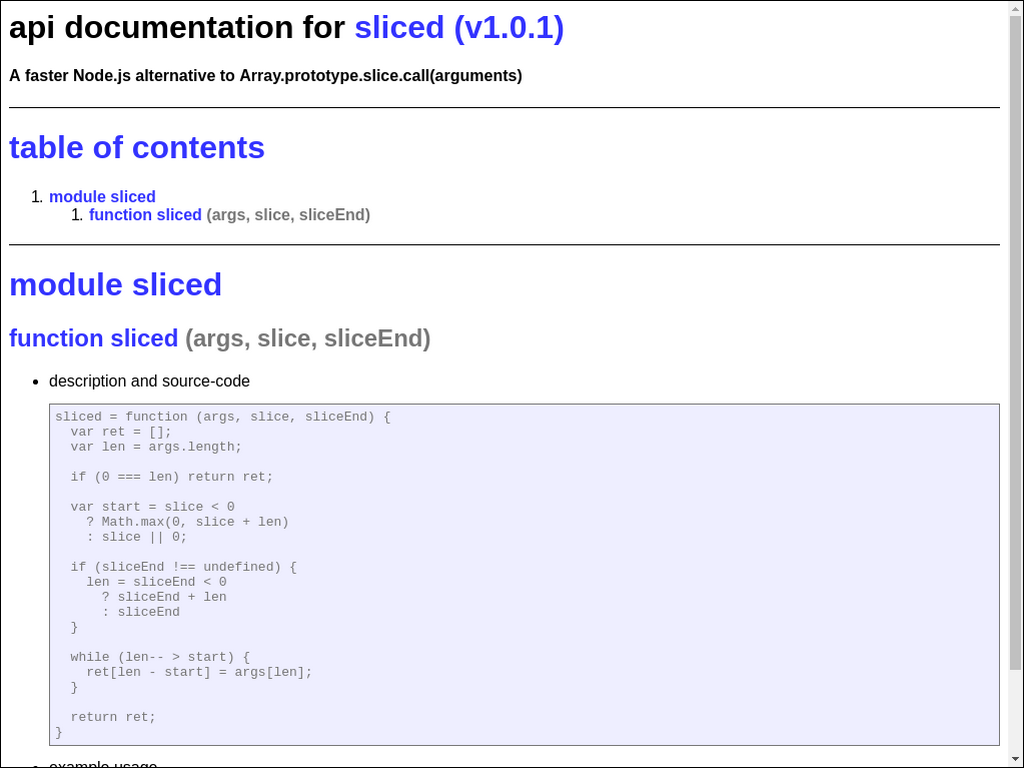 api documentation for sliced (v1.0.1)
A faster Node.js alternative to Array.prototype.slice.call(arguments)
table of contents
1. module sliced
1. function sliced (args, slice, sliceEnd)
module sliced
function sliced (args, slice, sliceEnd)
• description and source-code
sliced = function (args, slice, sliceEnd) {
  var ret = [];
  var len = args.length;

  if (0 === len) return ret;

  var start = slice < 0
    ? Math.max(0, slice + len)
    : slice || 0;

  if (sliceEnd !== undefined) {
    len = sliceEnd < 0
      ? sliceEnd + len
      : sliceEnd
  }

  while (len-- > start) {
    ret[len - start] = args[len];
  }

  return ret;
}
• example usage